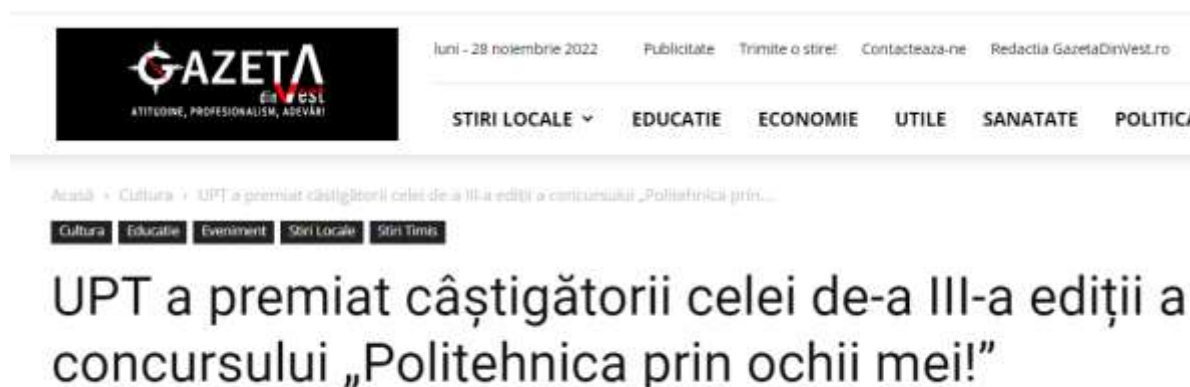 GAZETA
din Vest
ATITUDINE, PROFESIONALISM, ADEVĂR!
luni - 28 noiembrie 2022 Publicitate Trimite o stire! Contacteaza-ne Redactia GazetaDinVest.ro
STIRI LOCALE EDUCATIE ECONOMIE UTILE SANATATE POLITICA
Acasă › Cultura › UPT a premiat câștigătorii celei de-a III-a ediții a concursului „Politehnica prin...
Cultura Educatie Eveniment Stiri Locale Stiri Timis
UPT a premiat câștigătorii celei de-a III-a ediții a
concursului „Politehnica prin ochii mei!”